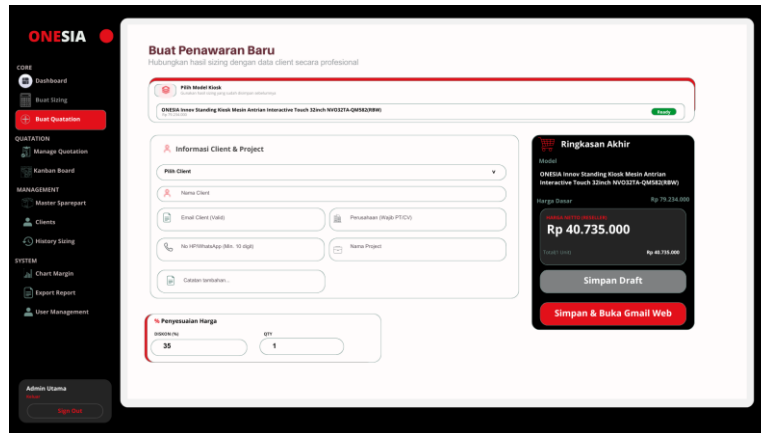 ONESIA
CORE
Dashboard
Buat Sizing
Buat Quatation
QUATATION
Manage Quotation
Kanban Board
MANAGEMENT
Master Sparepart
Clients
History Sizing
SYSTEM
Chart Margin
Export Report
User Management
Admin Utama
Sign Out
Buat Penawaran Baru
Hubungkan hasil sizing dengan data client secara profesional
Pilih Model Kiosk
ONESIA Innov Standing Kiosk Mesin Antrian Interactive Touch 32inch NVO32TA-QM582(RBW)
Ready
Informasi Client & Project
Pilih Client
Nama Client
Email Client (Valid)
Perusahaan (Wajib PT/CV)
No HP/WhatsApp (Min. 10 digit)
Nama Project
Catatan tambahan...
% Penyesuaian Harga
DISKON (%)
QTY
35
1
Ringkasan Akhir
Model
ONESIA Innov Standing Kiosk Mesin Antrian
Interactive Touch 32inch NVO32TA-QM582(RBW)
Harga Dasar
Rp 79.234.000
HARGA NETTO (RESELLER)
Rp 40.735.000
Rp 40.735.000
Simpan Draft
Simpan & Buka Gmail Web